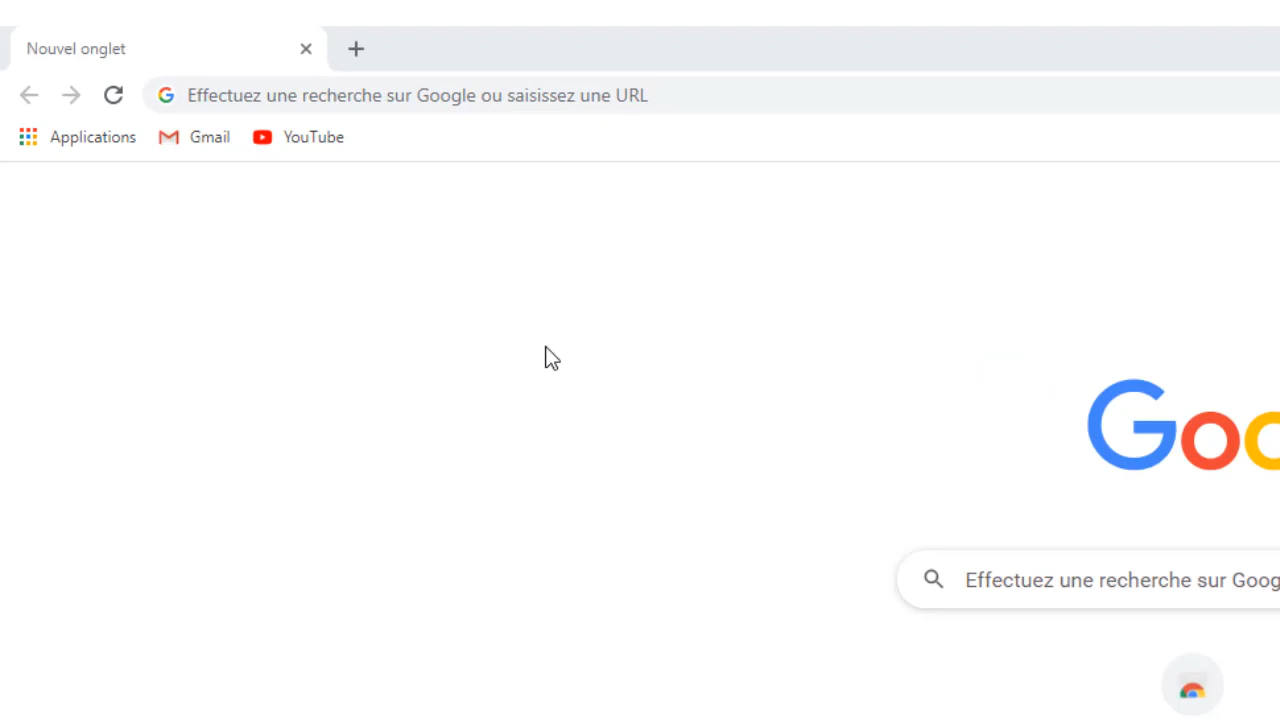 Nouvel onglet
Effectuez une recherche sur Google ou saisissez une URL
Applications Gmail YouTube
Goo
Effectuez une recherche sur Goog